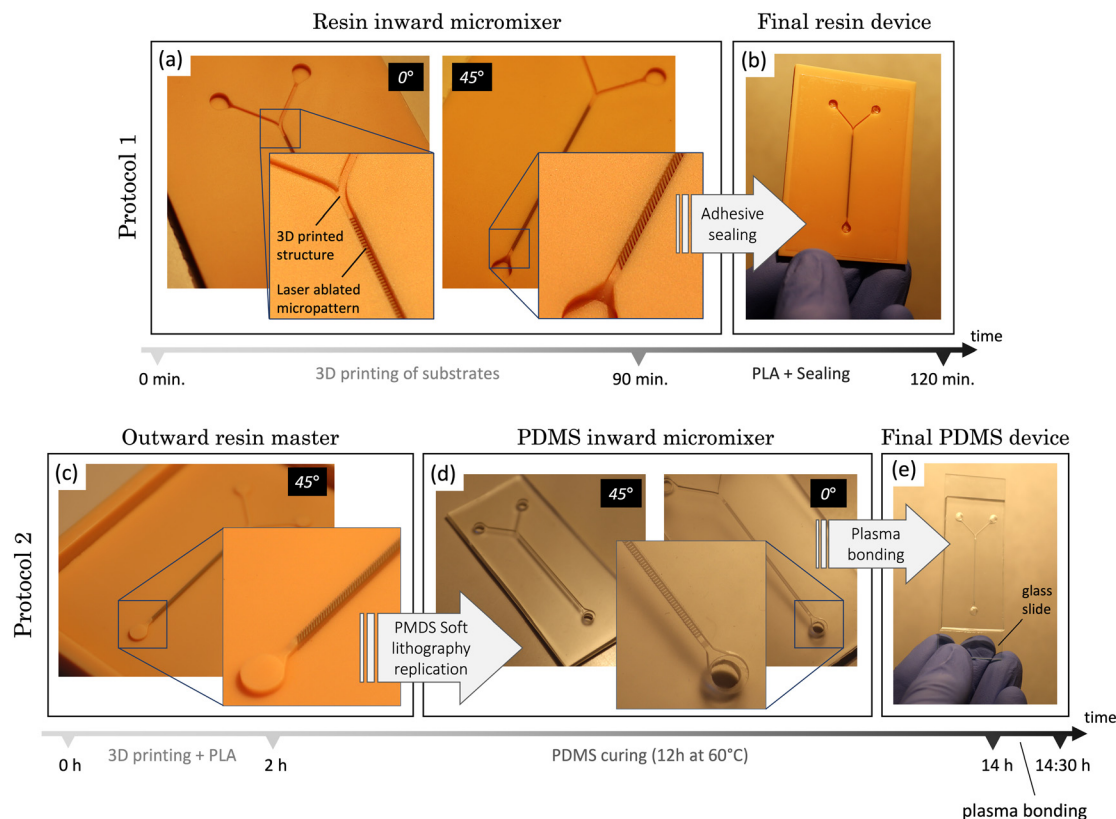 Resin inward micromixer
Final resin device
Protocol 1
(a)
0°
45°
(b)
3D printed
structure
Laser ablated
micropattern
Adhesive
sealing
time
0 min.
3D printing of substrates
90 min.
PLA + Sealing
120 min.
Outward resin master
PDMS inward micromixer
Final PDMS device
Protocol 2
(c)
45°
(d)
45°
0°
(e)
PMDS Soft
lithography
replication
Plasma
bonding
glass
slide
time
0 h
3D printing + PLA
2 h
PDMS curing (12h at 60°C)
14 h
14:30 h
plasma bonding